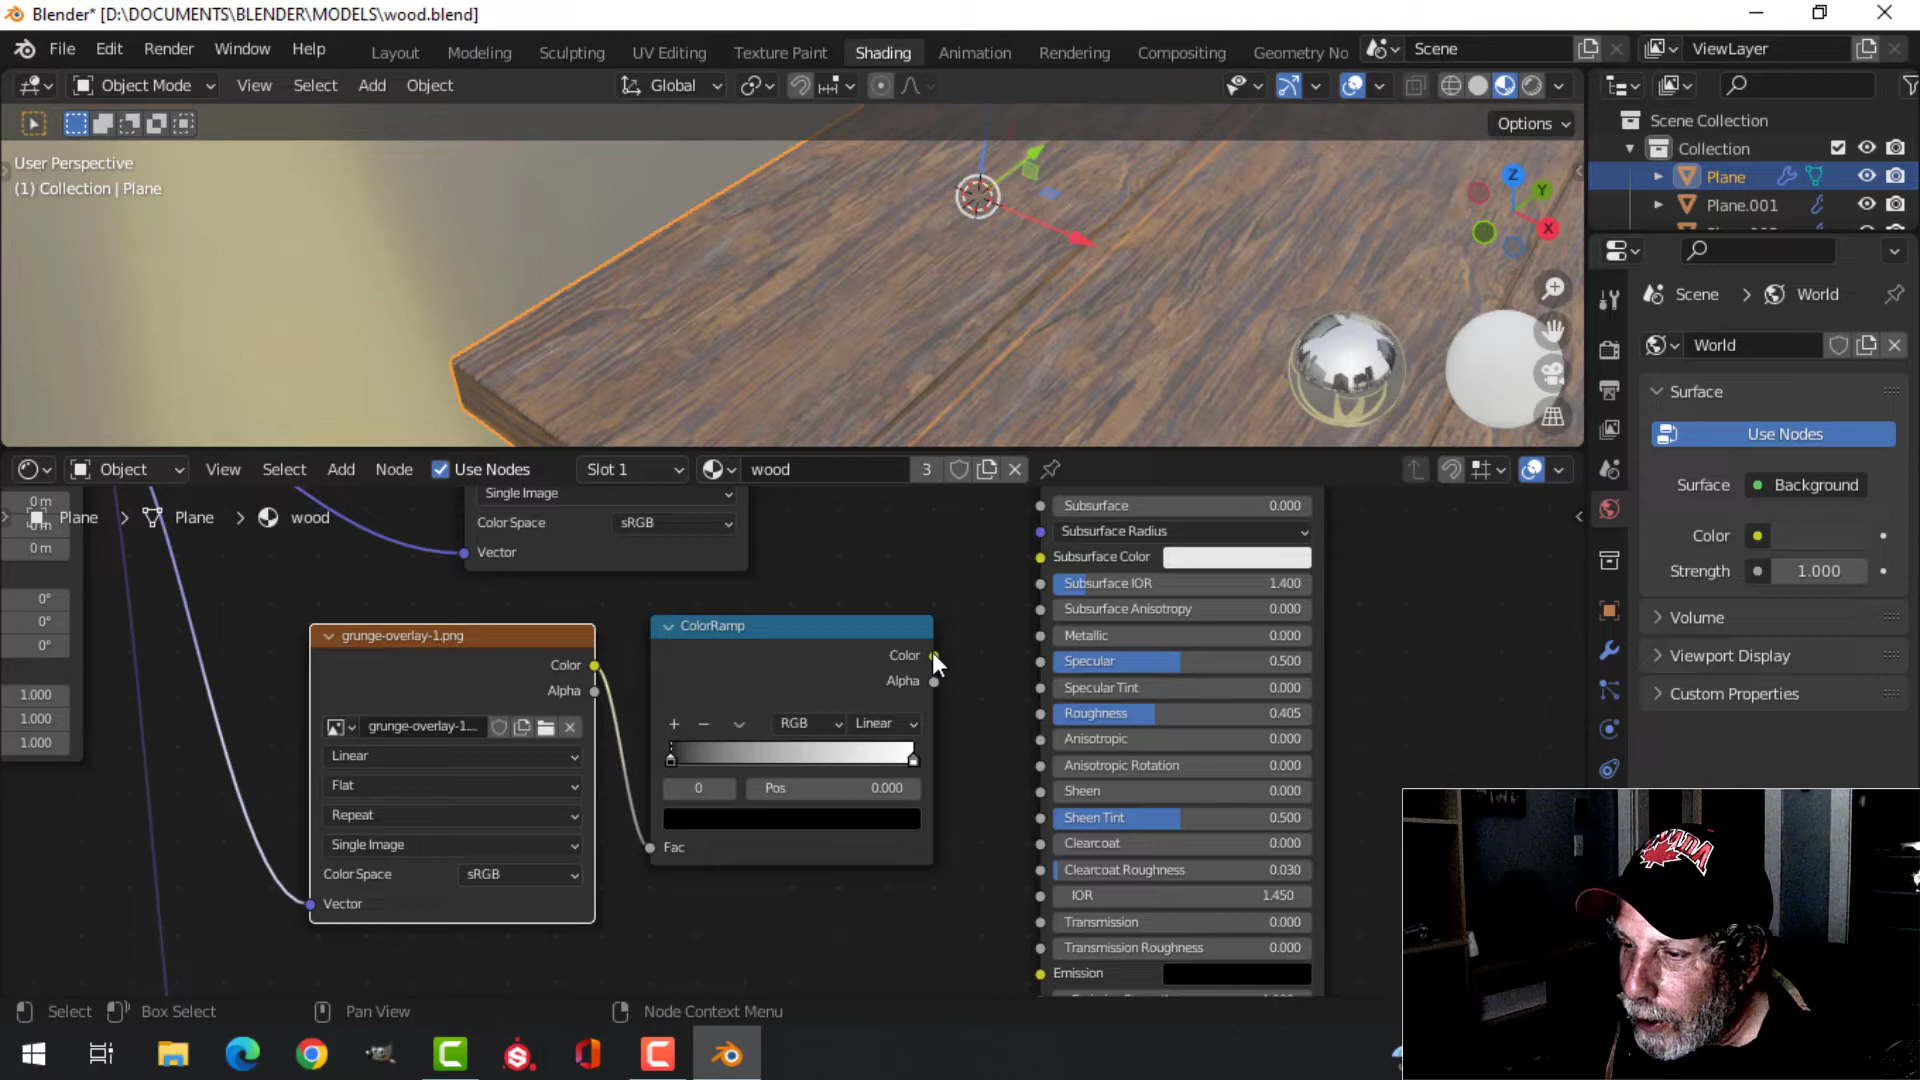 Blender* [D:\DOCUMENTS\BLENDER\MODELS\wood.blend]
File Edit Render Window Help Layout Modeling Sculpting UV Editing Texture Paint Shading Animation Rendering Compositing Geometry No Scene ViewLayer
Object Mode View Select Add Object Global
Options
User Perspective
(1) Collection | Plane
Z
Y
X
Scene Collection
Collection
Plane
Plane.001
Scene > World
World
Surface
Use Nodes
Surface Background
Color
Strength 1.000
Volume
Viewport Display
Custom Properties
Object View Select Add Node Use Nodes Slot 1 wood 3
Plane > Plane > wood
0 m
0 m
0 m
0°
0°
0°
1.000
1.000
1.000
Single Image
Color Space sRGB
Vector
grunge-overlay-1.png
Color
Alpha
grunge-overlay-1...
Linear
Flat
Repeat
Single Image
Color Space sRGB
Vector
ColorRamp
Color
Alpha
+ − RGB Linear
0 Pos 0.000
Fac
Subsurface 0.000
Subsurface Radius
Subsurface Color
Subsurface IOR 1.400
Subsurface Anisotropy 0.000
Metallic 0.000
Specular 0.500
Specular Tint 0.000
Roughness 0.405
Anisotropic 0.000
Anisotropic Rotation 0.000
Sheen 0.000
Sheen Tint 0.500
Clearcoat 0.000
Clearcoat Roughness 0.030
IOR 1.450
Transmission 0.000
Transmission Roughness 0.000
Emission
Select Box Select Pan View Node Context Menu